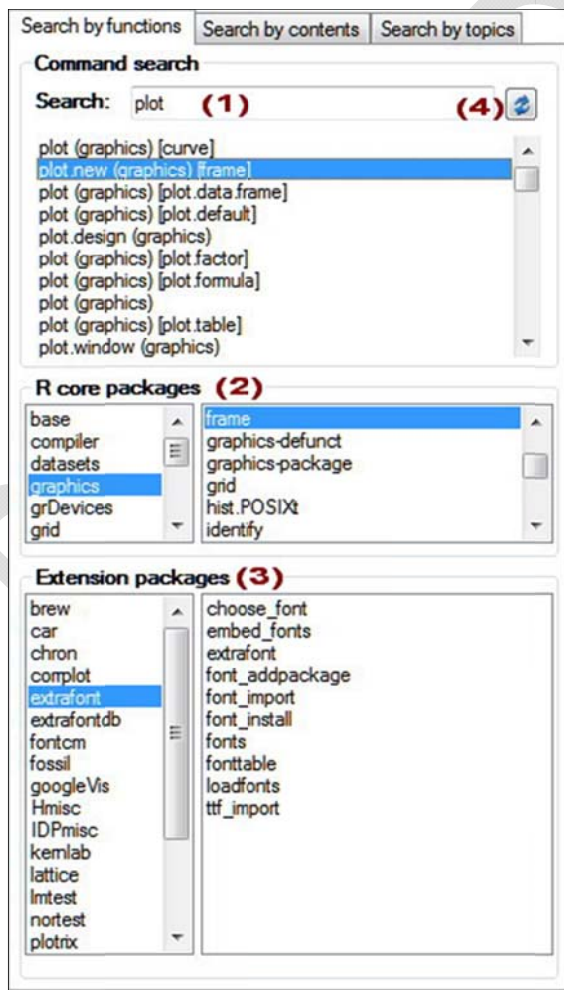 Search by functions Search by contents Search by topics
Command search
Search: plot (1) (4)
plot (graphics) [curve]
plot.new (graphics) [frame]
plot (graphics) [plot.data.frame]
plot (graphics) [plot.default]
plot.design (graphics)
plot (graphics) [plot.factor]
plot (graphics) [plot.formula]
plot (graphics)
plot (graphics) [plot.table]
plot.window (graphics)
R core packages (2)
base
compiler
datasets
graphics
grDevices
grid
frame
graphics-defunct
graphics-package
grid
hist.POSIXt
identify
Extension packages (3)
brew
car
chron
corrplot
extrafont
extrafontdb
fontcm
fossil
googleVis
Hmisc
IDPmisc
kernlab
lattice
lmtest
nortest
plotrix
choose_font
embed_fonts
extrafont
font_addpackage
font_import
font_install
fonts
fonttable
loadfonts
ttf_import